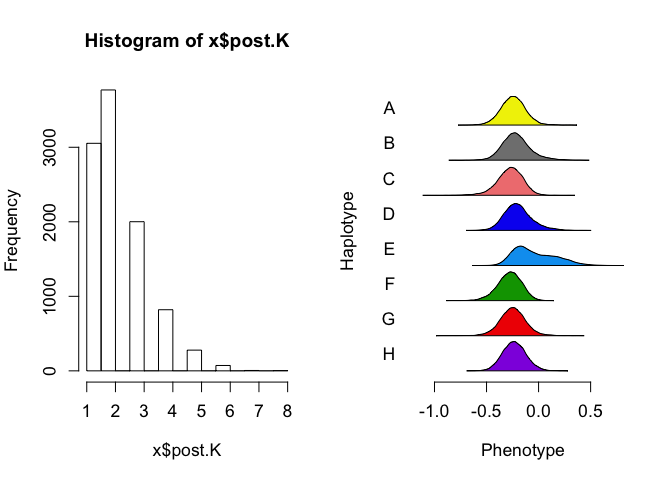 Histogram of x$post.K
Frequency
0
1000
2000
3000
1 2 3 4 5 6 7 8
x$post.K
Haplotype
A
B
C
D
E
F
G
H
-1.0 -0.5 0.0 0.5
Phenotype